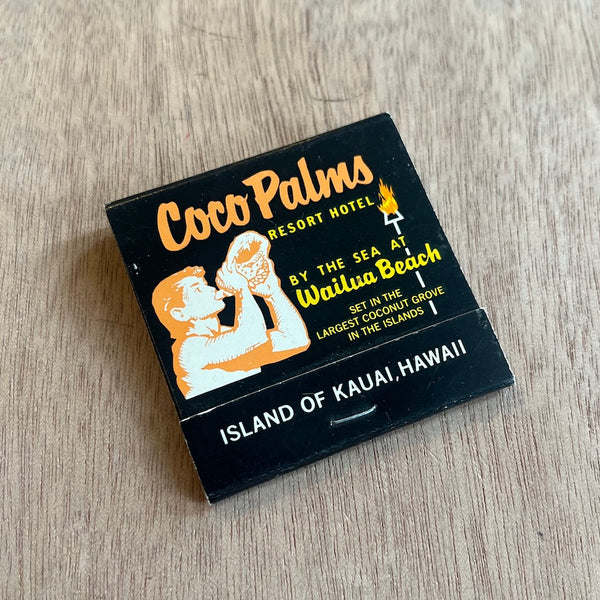 Coco Palms
RESORT HOTEL
BY THE SEA AT
Wailua Beach
SET IN THE
LARGEST COCONUT GROVE
IN THE ISLANDS
ISLAND OF KAUAI, HAWAII